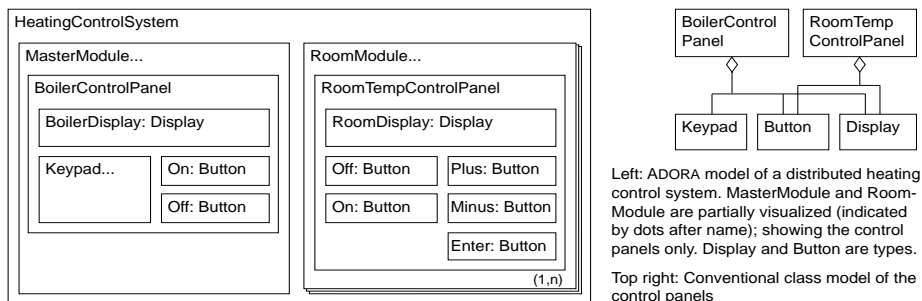 HeatingControlSystem
MasterModule...
BoilerControlPanel
BoilerDisplay: Display
Keypad...
On: Button
Off: Button
RoomModule...
RoomTempControlPanel
RoomDisplay: Display
Off: Button
Plus: Button
On: Button
Minus: Button
Enter: Button
(1,n)
BoilerControl
Panel
RoomTemp
ControlPanel
Keypad
Button
Display
Left: ADORA model of a distributed heating
control system. MasterModule and Room-
Module are partially visualized (indicated
by dots after name); showing the control
panels only. Display and Button are types.
Top right: Conventional class model of the
control panels